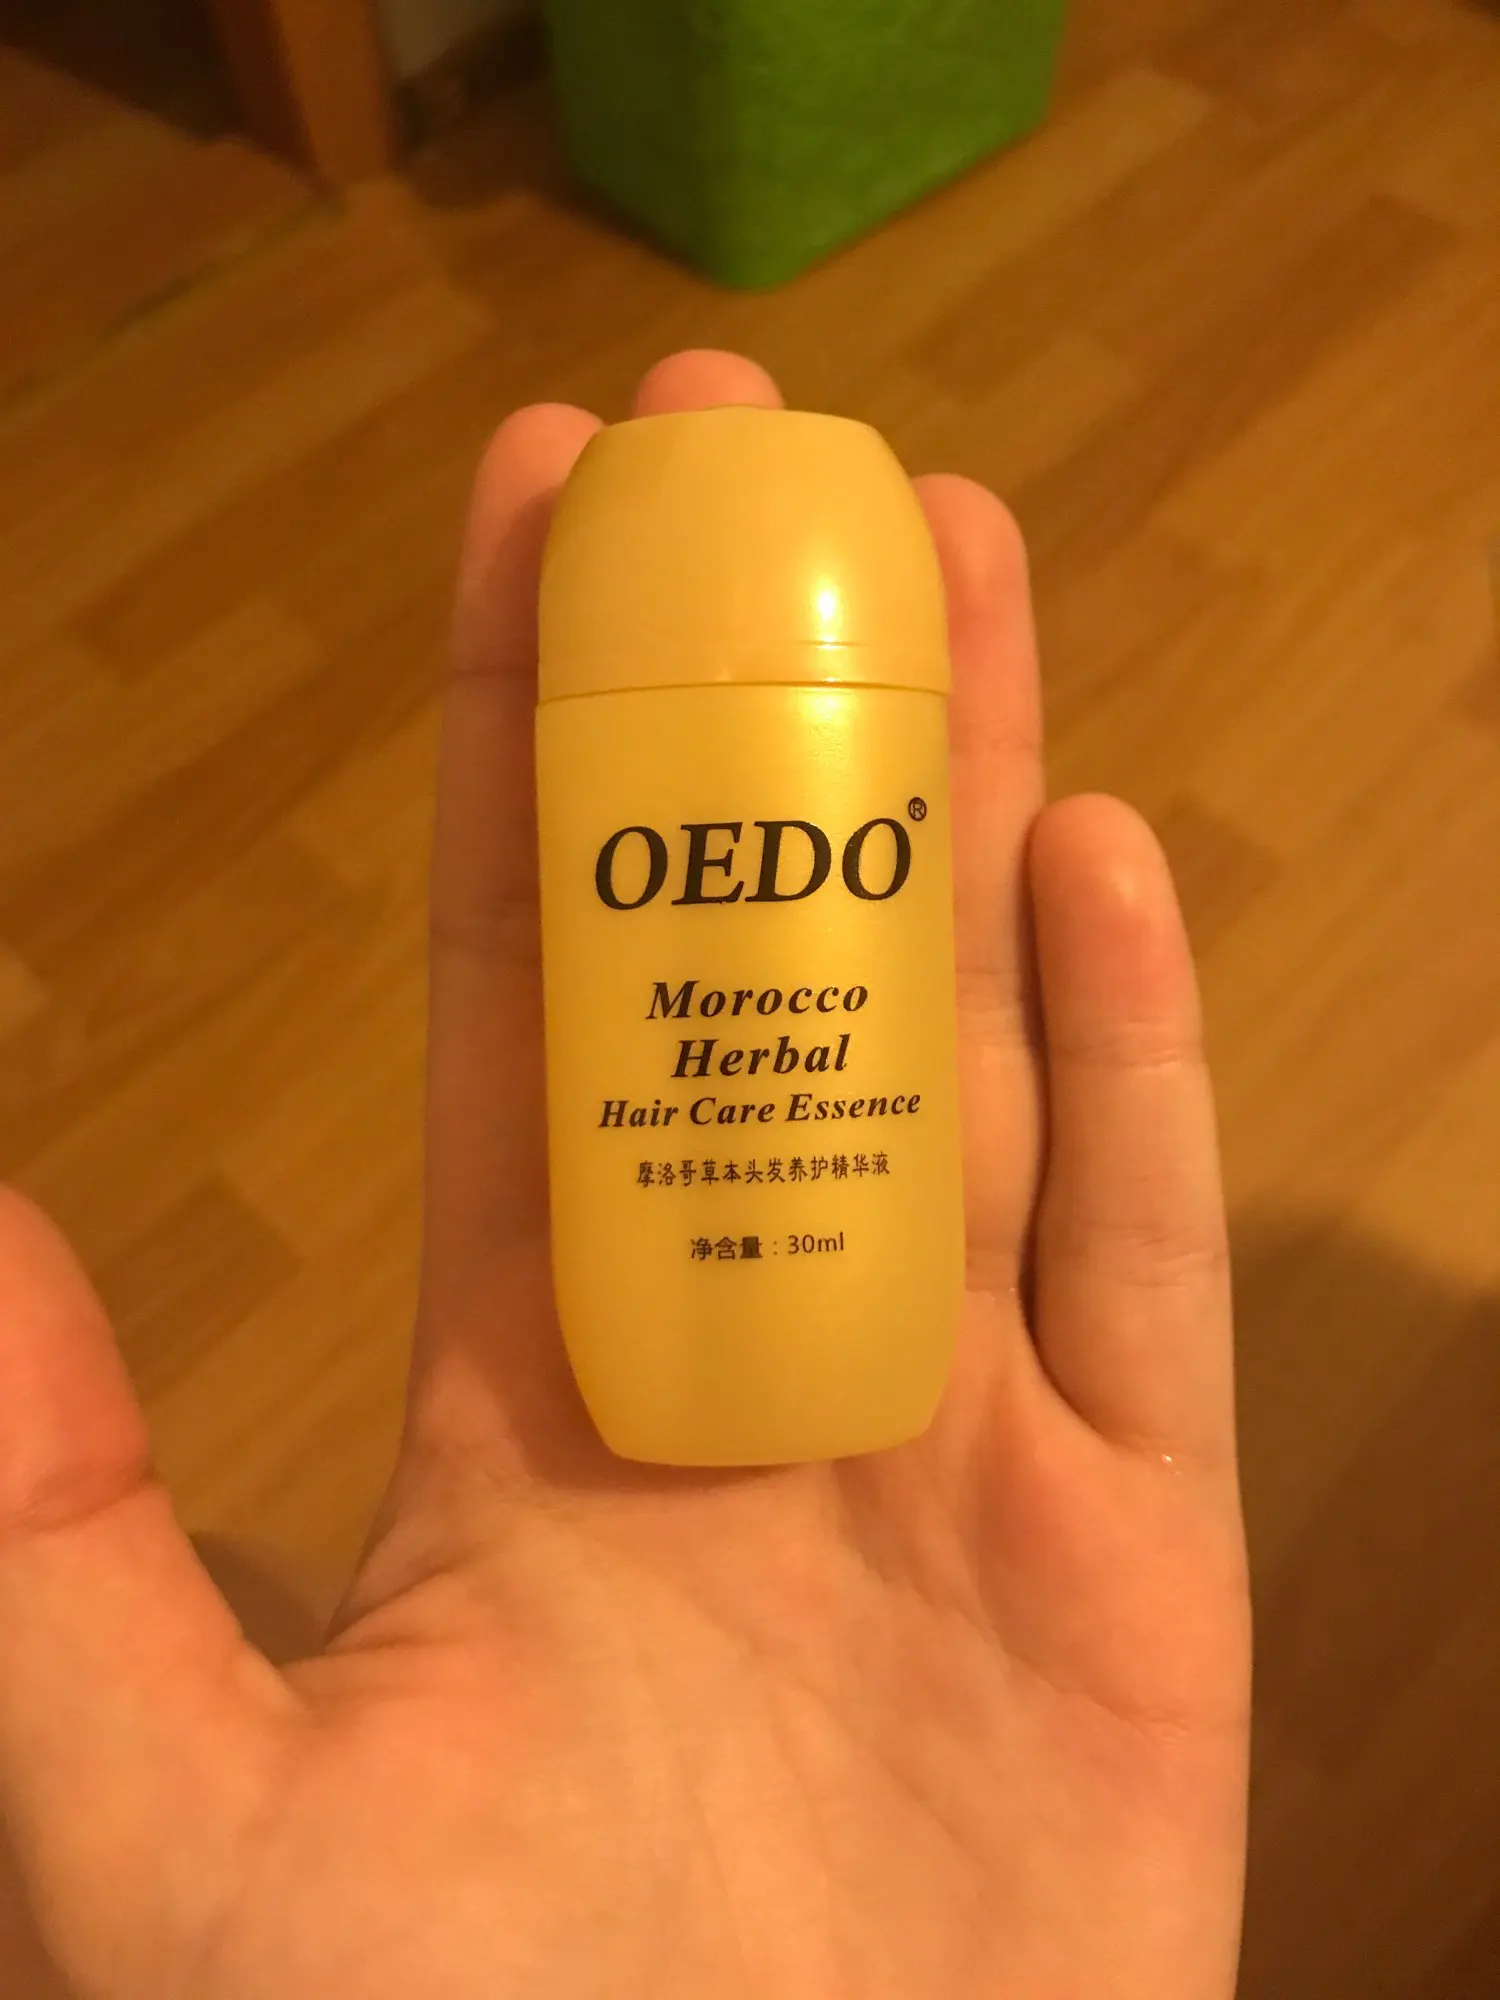 OEDO®
Morocco
Herbal
Hair Care Essence
摩洛哥草本头发养护精华液
净含量：30ml